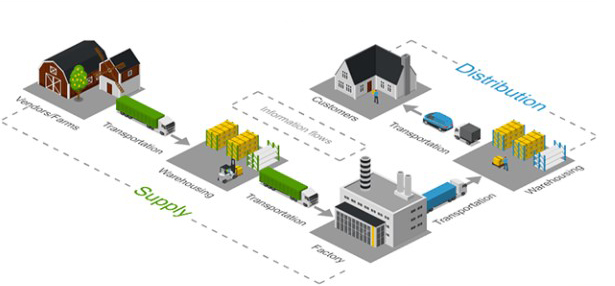 Vendors/Farms
Transportation
Warehousing
Transportation
Factory
Supply
Information flows
Customers
Transportation
Distribution
Warehousing
Transportation